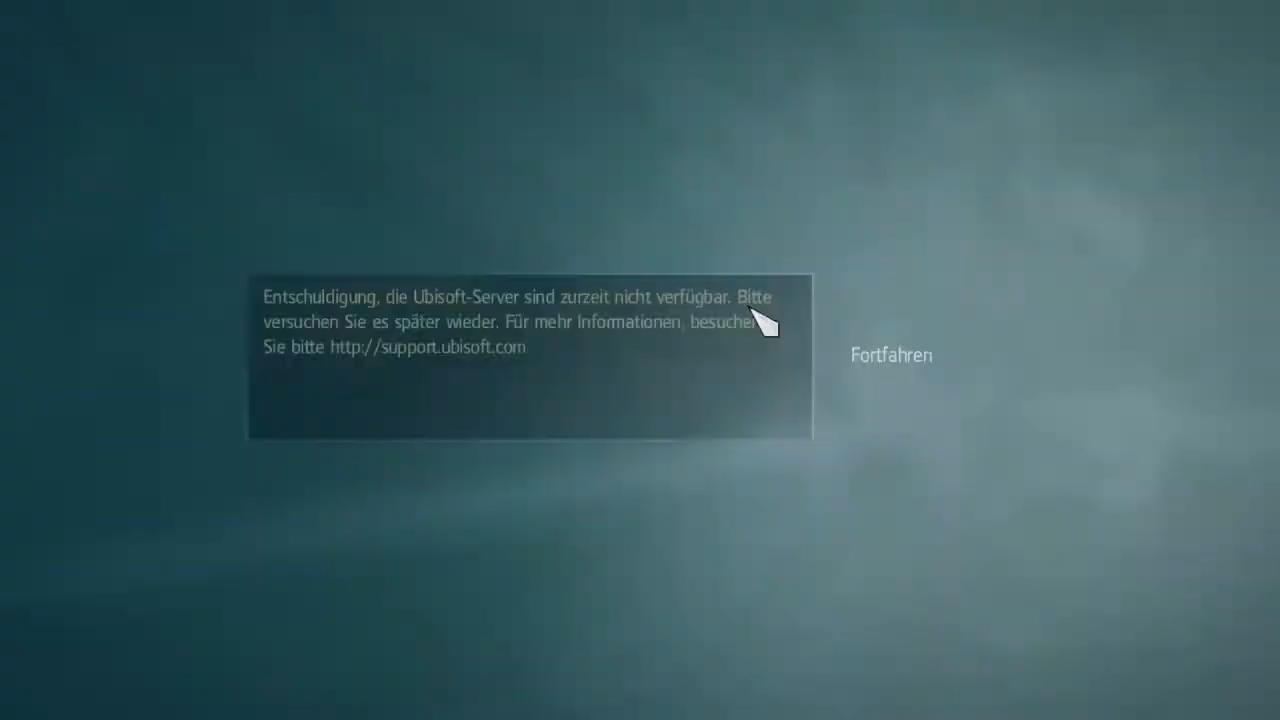 Entschuldigung, die Ubisoft-Server sind zurzeit nicht verfügbar. Bitte
versuchen Sie es später wieder. Für mehr Informationen, besuchen
Sie bitte http://support.ubisoft.com
Fortfahren